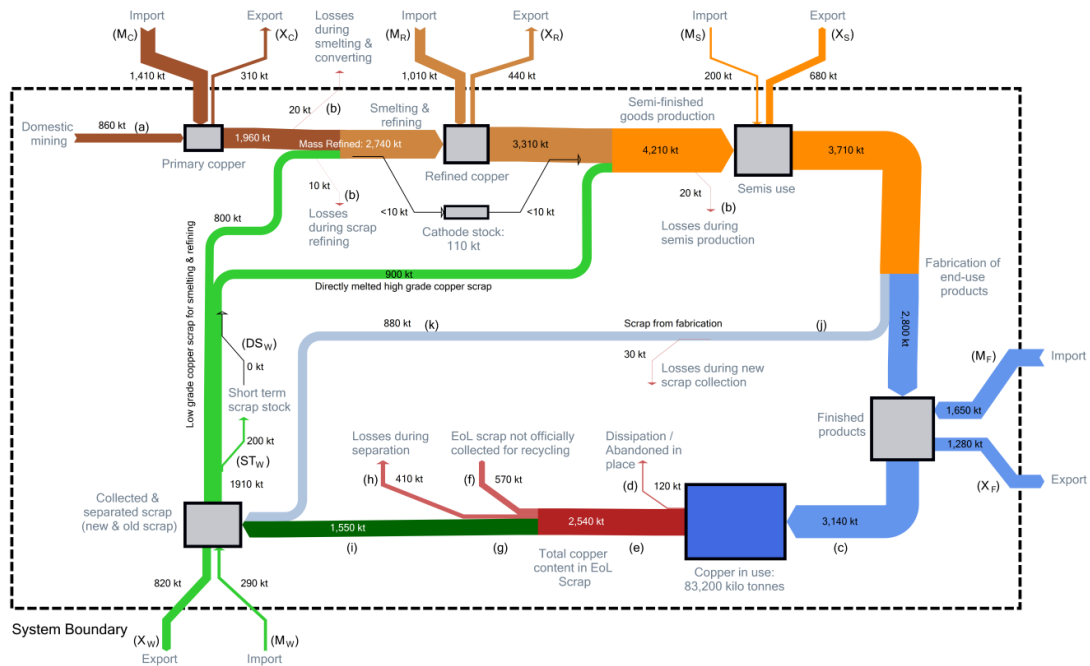 Import
Export
Losses
during
smelting &
converting
Import
Export
Import
Export
(M_C)
(X_C)
(M_R)
(X_R)
(M_S)
(X_S)
1,410 kt
310 kt
1,010 kt
440 kt
200 kt
680 kt
20 kt
(b)
Smelting &
refining
Semi-finished
goods production
Domestic
mining
860 kt
(a)
1,960 kt
Mass Refined: 2,740 kt
3,310 kt
4,210 kt
3,710 kt
Primary copper
Refined copper
Semis use
10 kt
(b)
Losses
during scrap
refining
<10 kt
<10 kt
Cathode stock:
110 kt
20 kt
(b)
Losses during
semis production
800 kt
900 kt
Directly melted high grade copper scrap
Low grade copper scrap for smelting & refining
Fabrication of
end-use
products
880 kt
(k)
Scrap from fabrication
(j)
2,800 kt
30 kt
Losses during new
scrap collection
(DS_W)
0 kt
Short term
scrap stock
200 kt
(ST_W)
1910 kt
(M_F)
Import
1,650 kt
Finished
products
1,280 kt
(X_F)
Export
Losses during
separation
EoL scrap not officially
collected for recycling
Dissipation /
Abandoned in
place
(h)
410 kt
(f)
570 kt
(d)
120 kt
Collected &
separated scrap
(new & old scrap)
1,550 kt
2,540 kt
3,140 kt
(i)
(g)
(e)
(c)
Total copper
content in EoL
Scrap
Copper in use:
83,200 kilo tonnes
820 kt
290 kt
System Boundary
(X_W)
(M_W)
Export
Import